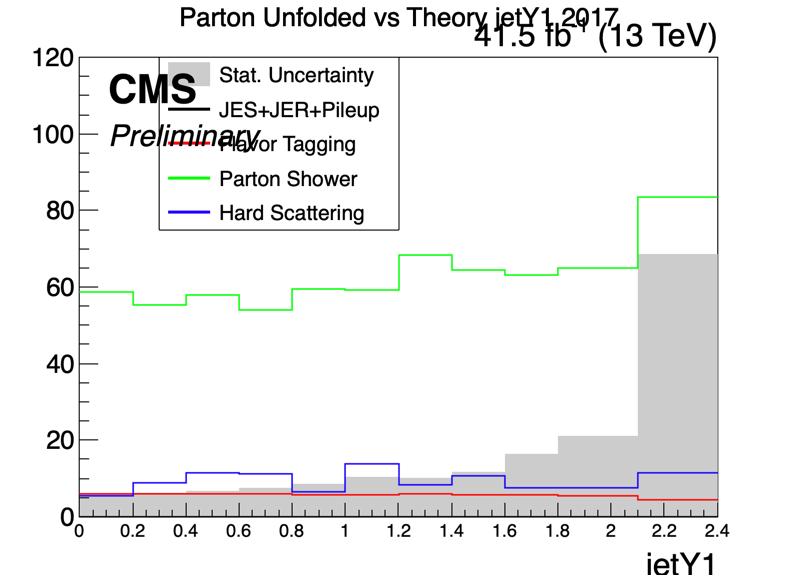 Parton Unfolded vs Theory jetY1 2017
41.5 fb⁻¹ (13 TeV)
CMS
Preliminary
Stat. Uncertainty
JES+JER+Pileup
Flavor Tagging
Parton Shower
Hard Scattering
120
100
80
60
40
20
0
0 0.2 0.4 0.6 0.8 1 1.2 1.4 1.6 1.8 2 2.2 2.4
jetY1